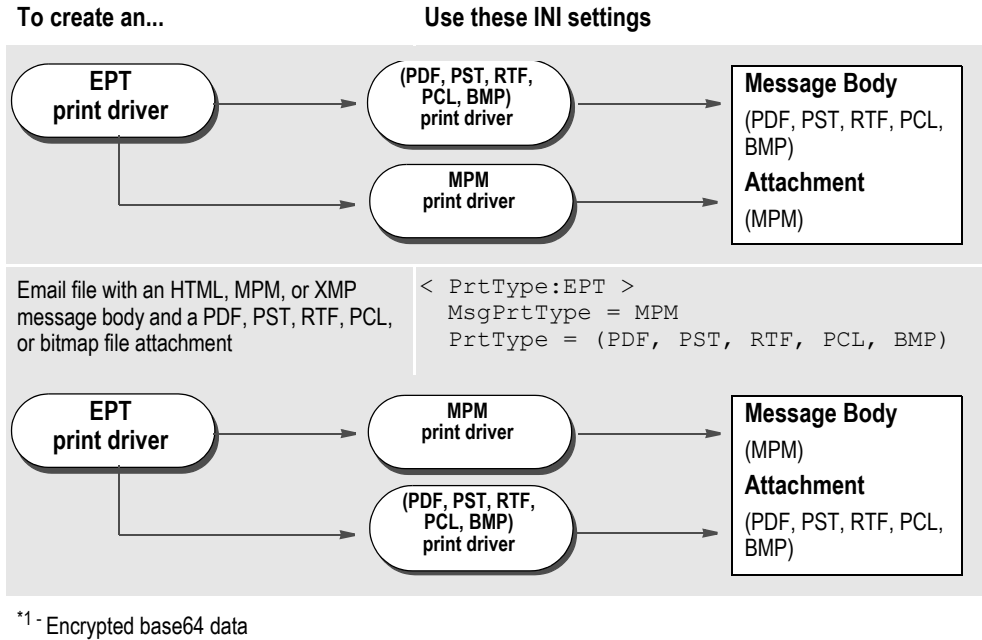 To create an...
Use these INI settings
EPT
print driver
(PDF, PST, RTF,
PCL, BMP)
print driver
Message Body
(PDF, PST, RTF, PCL,
BMP)
MPM
print driver
Attachment
(MPM)
Email file with an HTML, MPM, or XMP
message body and a PDF, PST, RTF, PCL,
or bitmap file attachment
< PrtType:EPT >
MsgPrtType = MPM
PrtType = (PDF, PST, RTF, PCL, BMP)
EPT
print driver
MPM
print driver
Message Body
(MPM)
(PDF, PST, RTF,
PCL, BMP)
print driver
Attachment
(PDF, PST, RTF, PCL,
BMP)
*1 - Encrypted base64 data